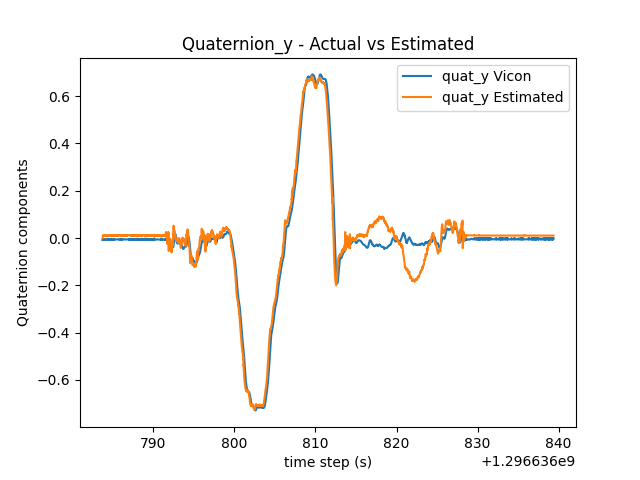 Quaternion_y - Actual vs Estimated
quat_y Vicon
quat_y Estimated
Quaternion components
0.6
0.4
0.2
0.0
−0.2
−0.4
−0.6
790 800 810 820 830 840
time step (s)
+1.296636e9